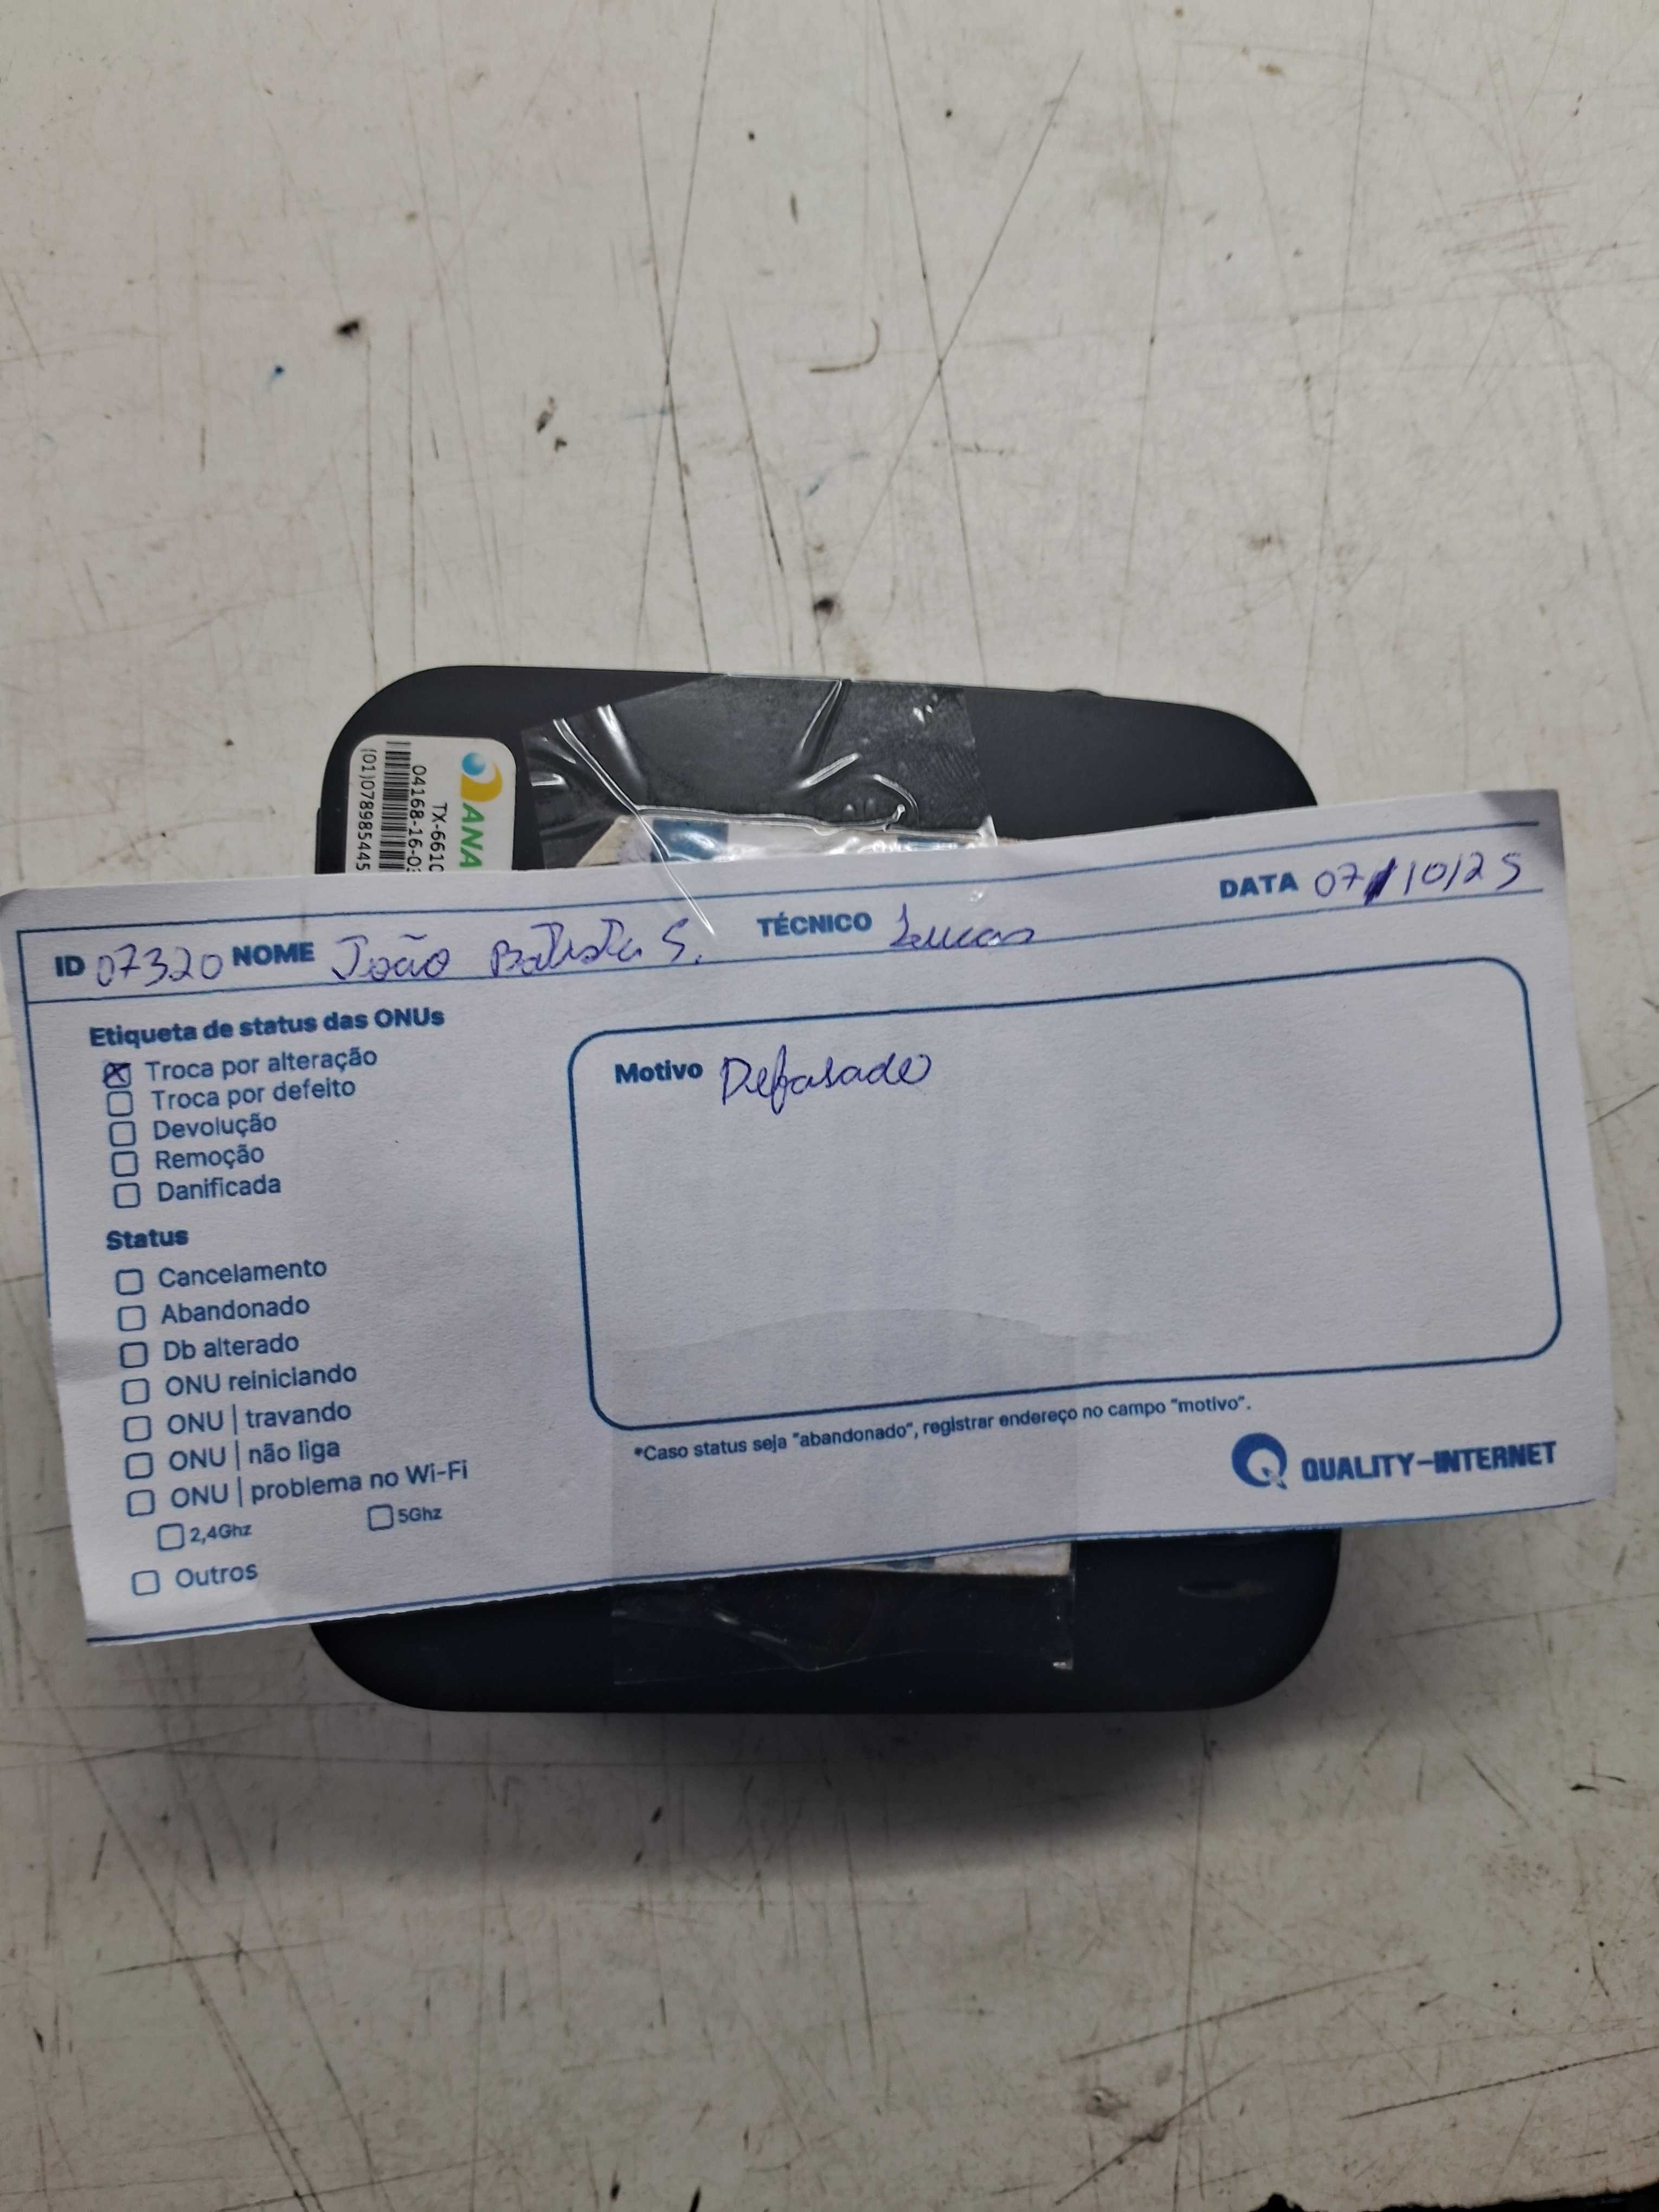 ANA
TX-6610
04168-16-0
(01)078985445
ID 07320 NOME João Batista S. TÉCNICO Lucas DATA 07/10/25
Etiqueta de status das ONUs
Troca por alteração
Troca por defeito
Devolução
Remoção
Danificada
Status
Cancelamento
Abandonado
Db alterado
ONU reiniciando
ONU | travando
ONU | não liga
ONU | problema no Wi-Fi
2,4Ghz 5Ghz
Outros
Motivo Defasado
*Caso status seja "abandonado", registrar endereço no campo "motivo".
QUALITY-INTERNET